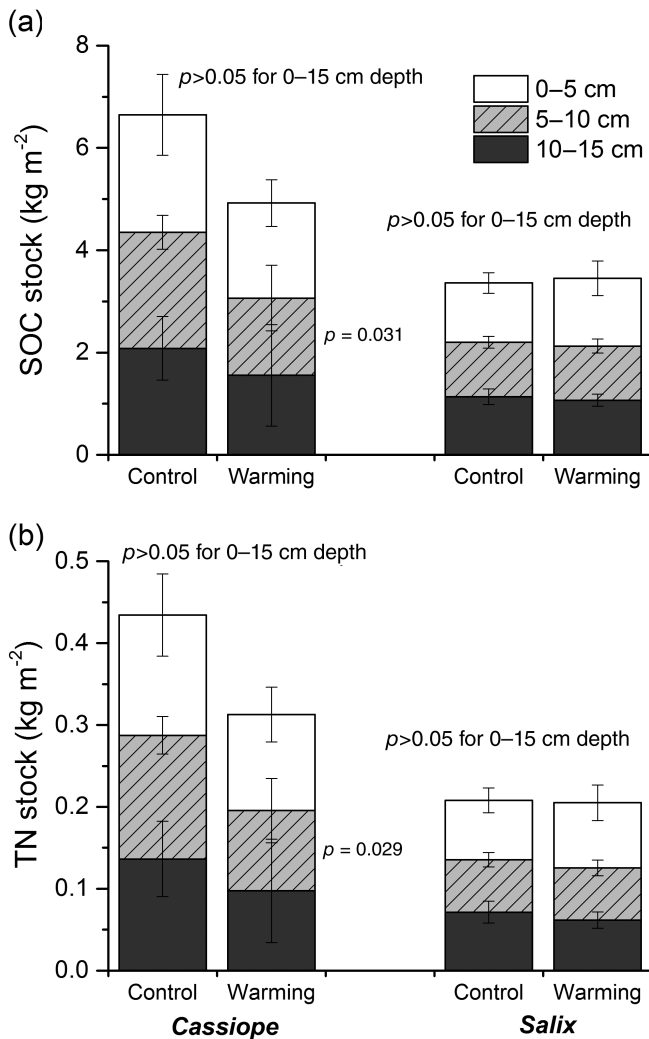 (a)
8
p>0.05 for 0–15 cm depth
0–5 cm
5–10 cm
10–15 cm
6
SOC stock (kg m⁻²)
p>0.05 for 0–15 cm depth
4
p = 0.031
2
0
Control
Warming
Control
Warming
(b)
0.5
p>0.05 for 0–15 cm depth
0.4
TN stock (kg m⁻²)
0.3
p>0.05 for 0–15 cm depth
0.2
p = 0.029
0.1
0.0
Control
Warming
Control
Warming
Cassiope
Salix